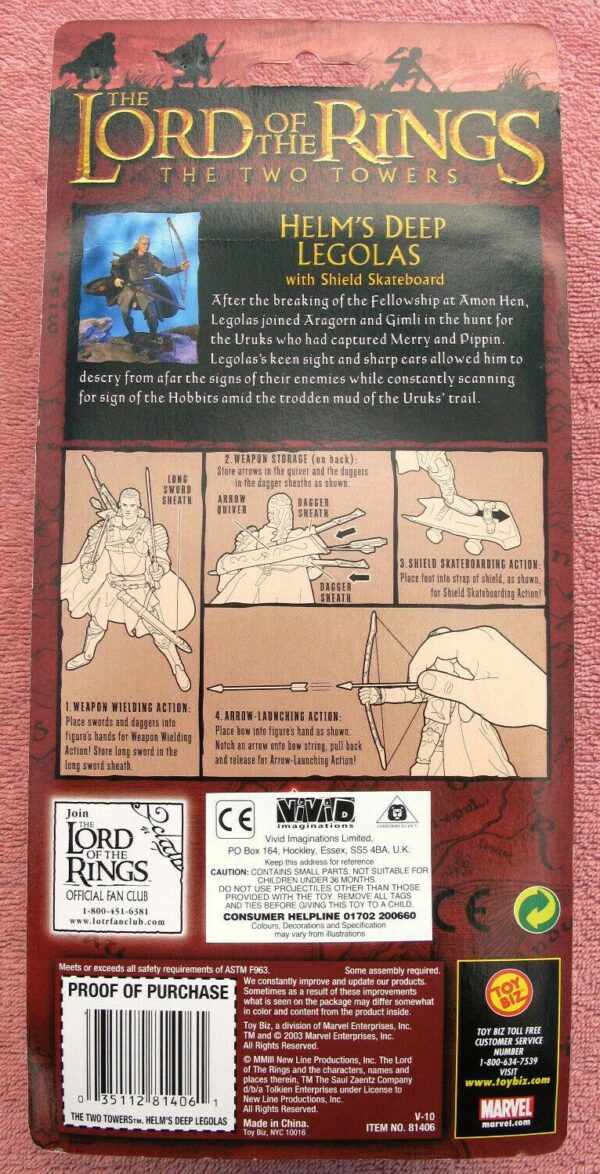 THE
LORD OF THE RINGS
THE TWO TOWERS
HELM'S DEEP
LEGOLAS
with Shield Skateboard
After the breaking of the Fellowship at Amon Hen,
Legolas joined Aragorn and Gimli in the hunt for
the Uruks who had captured Merry and Pippin.
Legolas's keen sight and sharp ears allowed him to
descry from afar the signs of their enemies while constantly scanning
for sign of the Hobbits amid the trodden mud of the Uruks' trail.
LONG
SWORD
SHEATH
1.WEAPON WIELDING ACTION:
Place swords and daggers into
figure's hands for Weapon Wielding
Action! Store long sword in the
long sword sheath.
2.WEAPON STORAGE (on back):
Store arrows in the quiver and the daggers
in the dagger sheaths as shown.
ARROW
QUIVER
DAGGER
SHEATH
DAGGER
SHEATH
3.SHIELD SKATEBOARDING ACTION:
Place foot into strap of shield, as shown,
for Shield Skateboarding Action!
4.ARROW-LAUNCHING ACTION:
Place bow into figure's hand as shown.
Notch an arrow onto bow string, pull back
and release for Arrow-Launching Action!
Join
THE
LORD
OF THE
RINGS
OFFICIAL FAN CLUB
1-800-451-6381
www.lotrfanclub.com
CE
ViViD
imaginations
Vivid Imaginations Limited,
PO Box 164, Hockley, Essex, SS5 4BA, U.K.
Keep this address for reference
CAUTION: CONTAINS SMALL PARTS. NOT SUITABLE FOR
CHILDREN UNDER 36 MONTHS.
DO NOT USE PROJECTILES OTHER THAN THOSE
PROVIDED WITH THE TOY. REMOVE ALL TAGS
AND TIES BEFORE GIVING THIS TOY TO A CHILD.
CONSUMER HELPLINE 01702 200660
Colours, Decorations and Specification
may vary from illustrations
CE
Meets or exceeds all safety requirements of ASTM F963.
Some assembly required.
PROOF OF PURCHASE
0 35112 81406 1
THE TWO TOWERS™. HELM'S DEEP LEGOLAS
We constantly improve and update our products.
Sometimes as a result of these improvements
what is seen on the package may differ somewhat
in color and content from the product inside.
Toy Biz, a division of Marvel Enterprises, Inc.
TM and © 2003 Marvel Enterprises, Inc.
All Rights Reserved.
© MMIII New Line Productions, Inc. The Lord
of The Rings and the characters, names and
places therein, TM The Saul Zaentz Company
d/b/a Tolkien Enterprises under License to
New Line Productions, Inc.
All Rights Reserved.
Made in China.
Toy Biz, NYC 10016
V-10
ITEM NO. 81406
TOY
BIZ
TOY BIZ TOLL FREE
CUSTOMER SERVICE
NUMBER
1-800-634-7539
VISIT
www.toybiz.com
MARVEL
marvel.com